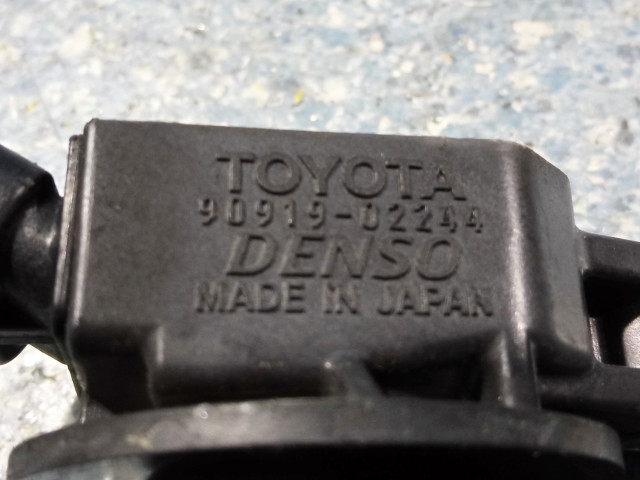 TOYOTA
90919-02244
DENSO
MADE IN JAPAN